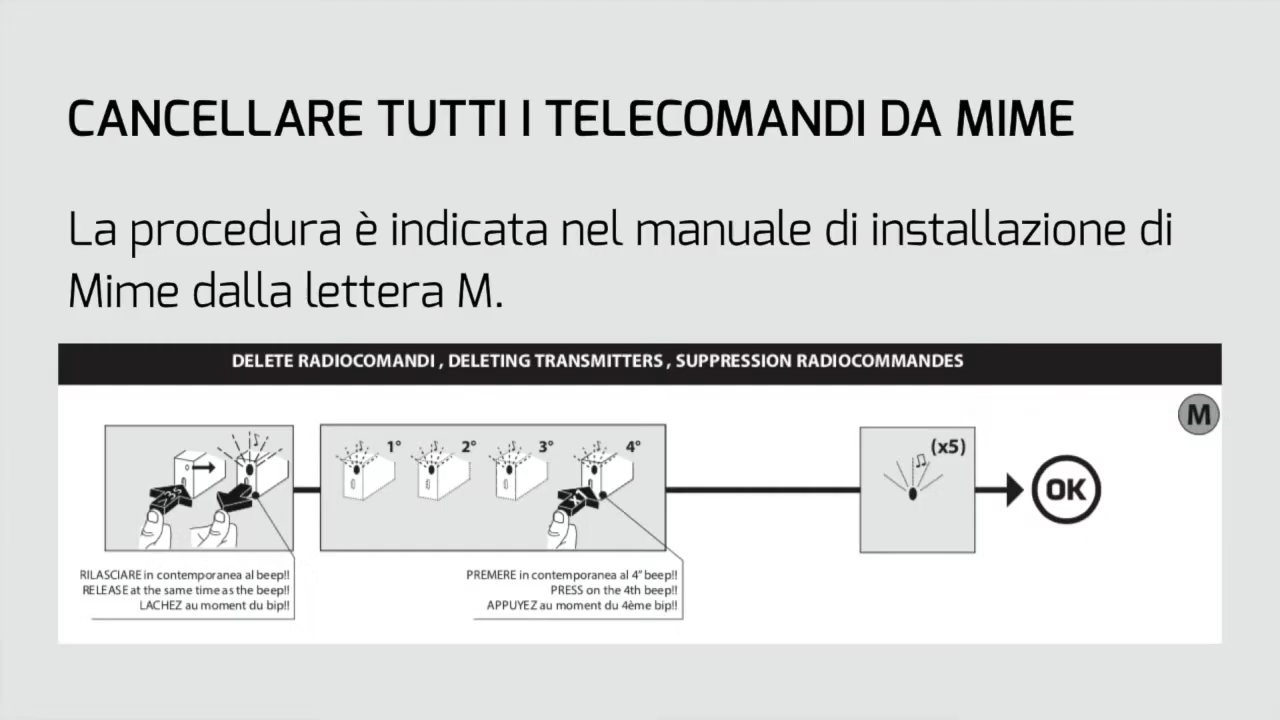 CANCELLARE TUTTI I TELECOMANDI DA MIME
La procedura è indicata nel manuale di installazione di
Mime dalla lettera M.
DELETE RADIOCOMANDI , DELETING TRANSMITTERS , SUPPRESSION RADIOCOMMANDES
M
1°
2°
3°
4°
(x5)
OK
RILASCIARE in contemporanea al beep!!
RELEASE at the same time as the beep!!
LACHEZ au moment du bip!!
PREMERE in contemporanea al 4° beep!!
PRESS on the 4th beep!!
APPUYEZ au moment du 4ème bip!!